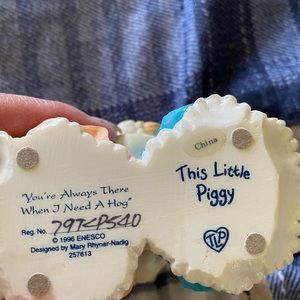 "You're Always There
When I Need A Hog"
Reg. No. 79TCP540
© 1996 ENESCO
Designed by Mary Rhyner-Nadig
257613
China
This Little
Piggy
TLP